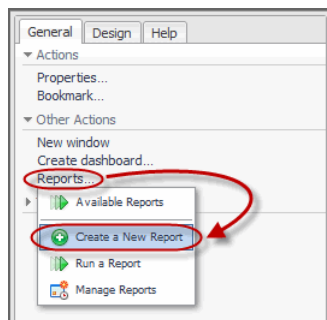 General Design Help
Actions
Properties...
Bookmark...
Other Actions
New window
Create dashboard...
Reports...
Available Reports
Create a New Report
Run a Report
Manage Reports